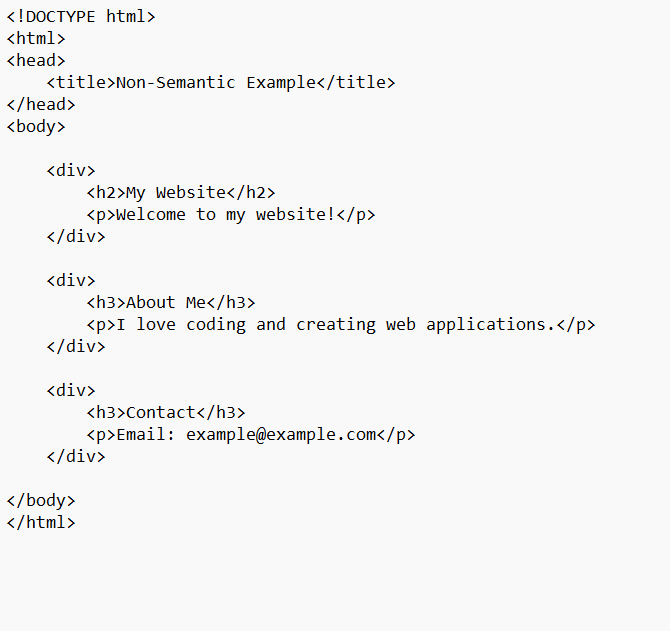 <!DOCTYPE html>
<html>
<head>
    <title>Non-Semantic Example</title>
</head>
<body>

    <div>
        <h2>My Website</h2>
        <p>Welcome to my website!</p>
    </div>

    <div>
        <h3>About Me</h3>
        <p>I love coding and creating web applications.</p>
    </div>

    <div>
        <h3>Contact</h3>
        <p>Email: example@example.com</p>
    </div>

</body>
</html>